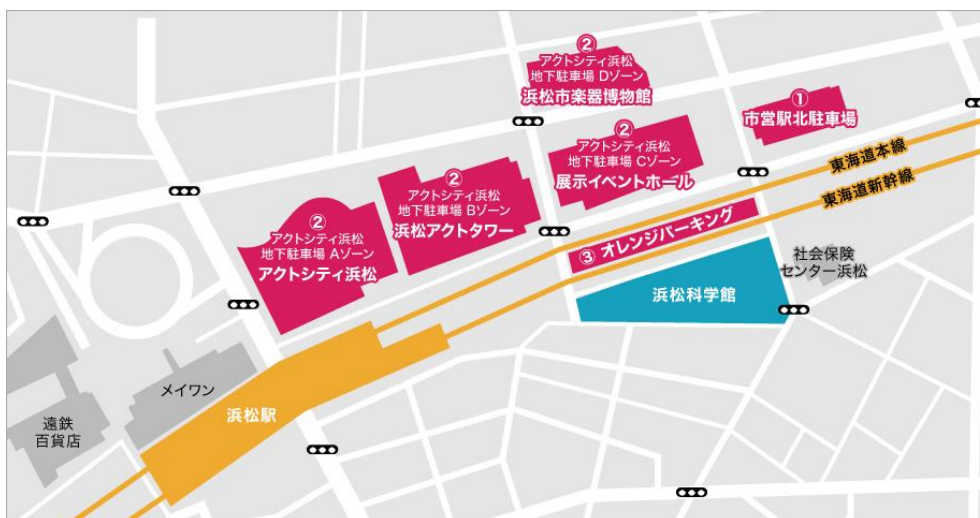 ②
アクトシティ浜松
地下駐車場 Dゾーン
浜松市楽器博物館
①
市営駅北駐車場
②
アクトシティ浜松
地下駐車場 Cゾーン
展示イベントホール
東海道本線
東海道新幹線
②
アクトシティ浜松
地下駐車場 Bゾーン
浜松アクトタワー
②
アクトシティ浜松
地下駐車場 Aゾーン
アクトシティ浜松
③ オレンジパーキング
社会保険
センター浜松
浜松科学館
メイワン
浜松駅
遠鉄
百貨店